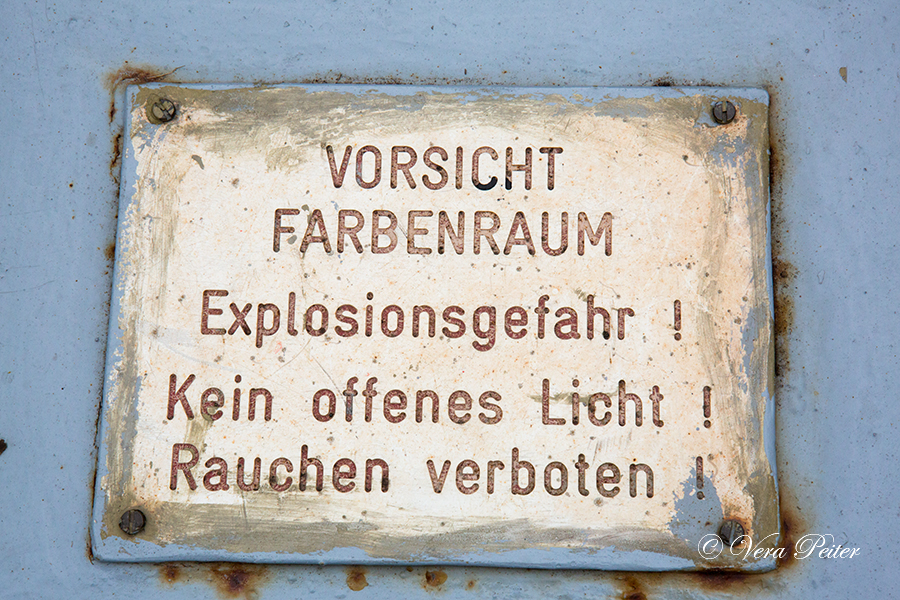 VORSICHT
FARBENRAUM
Explosionsgefahr !
Kein offenes Licht !
Rauchen verboten !
© Vera Peiter